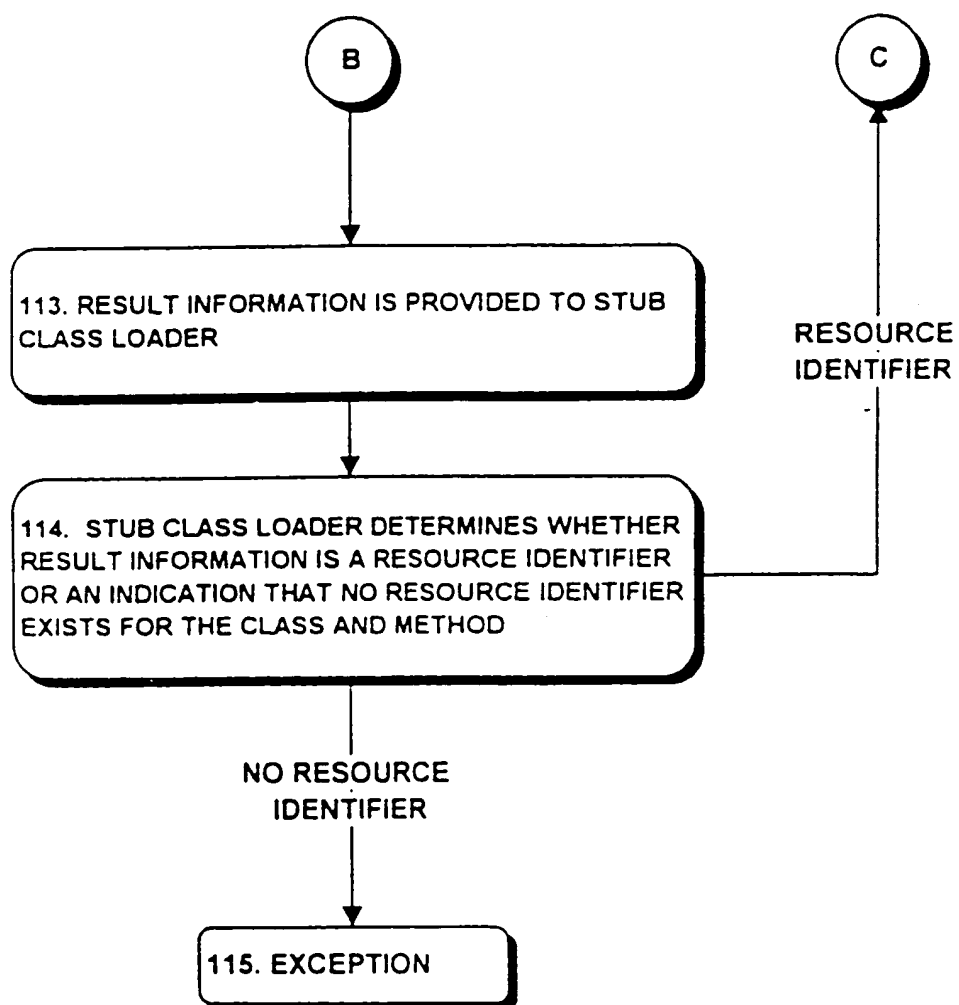 B
C
113. RESULT INFORMATION IS PROVIDED TO STUB
CLASS LOADER
RESOURCE
IDENTIFIER
114. STUB CLASS LOADER DETERMINES WHETHER
RESULT INFORMATION IS A RESOURCE IDENTIFIER
OR AN INDICATION THAT NO RESOURCE IDENTIFIER
EXISTS FOR THE CLASS AND METHOD
NO RESOURCE
IDENTIFIER
115. EXCEPTION